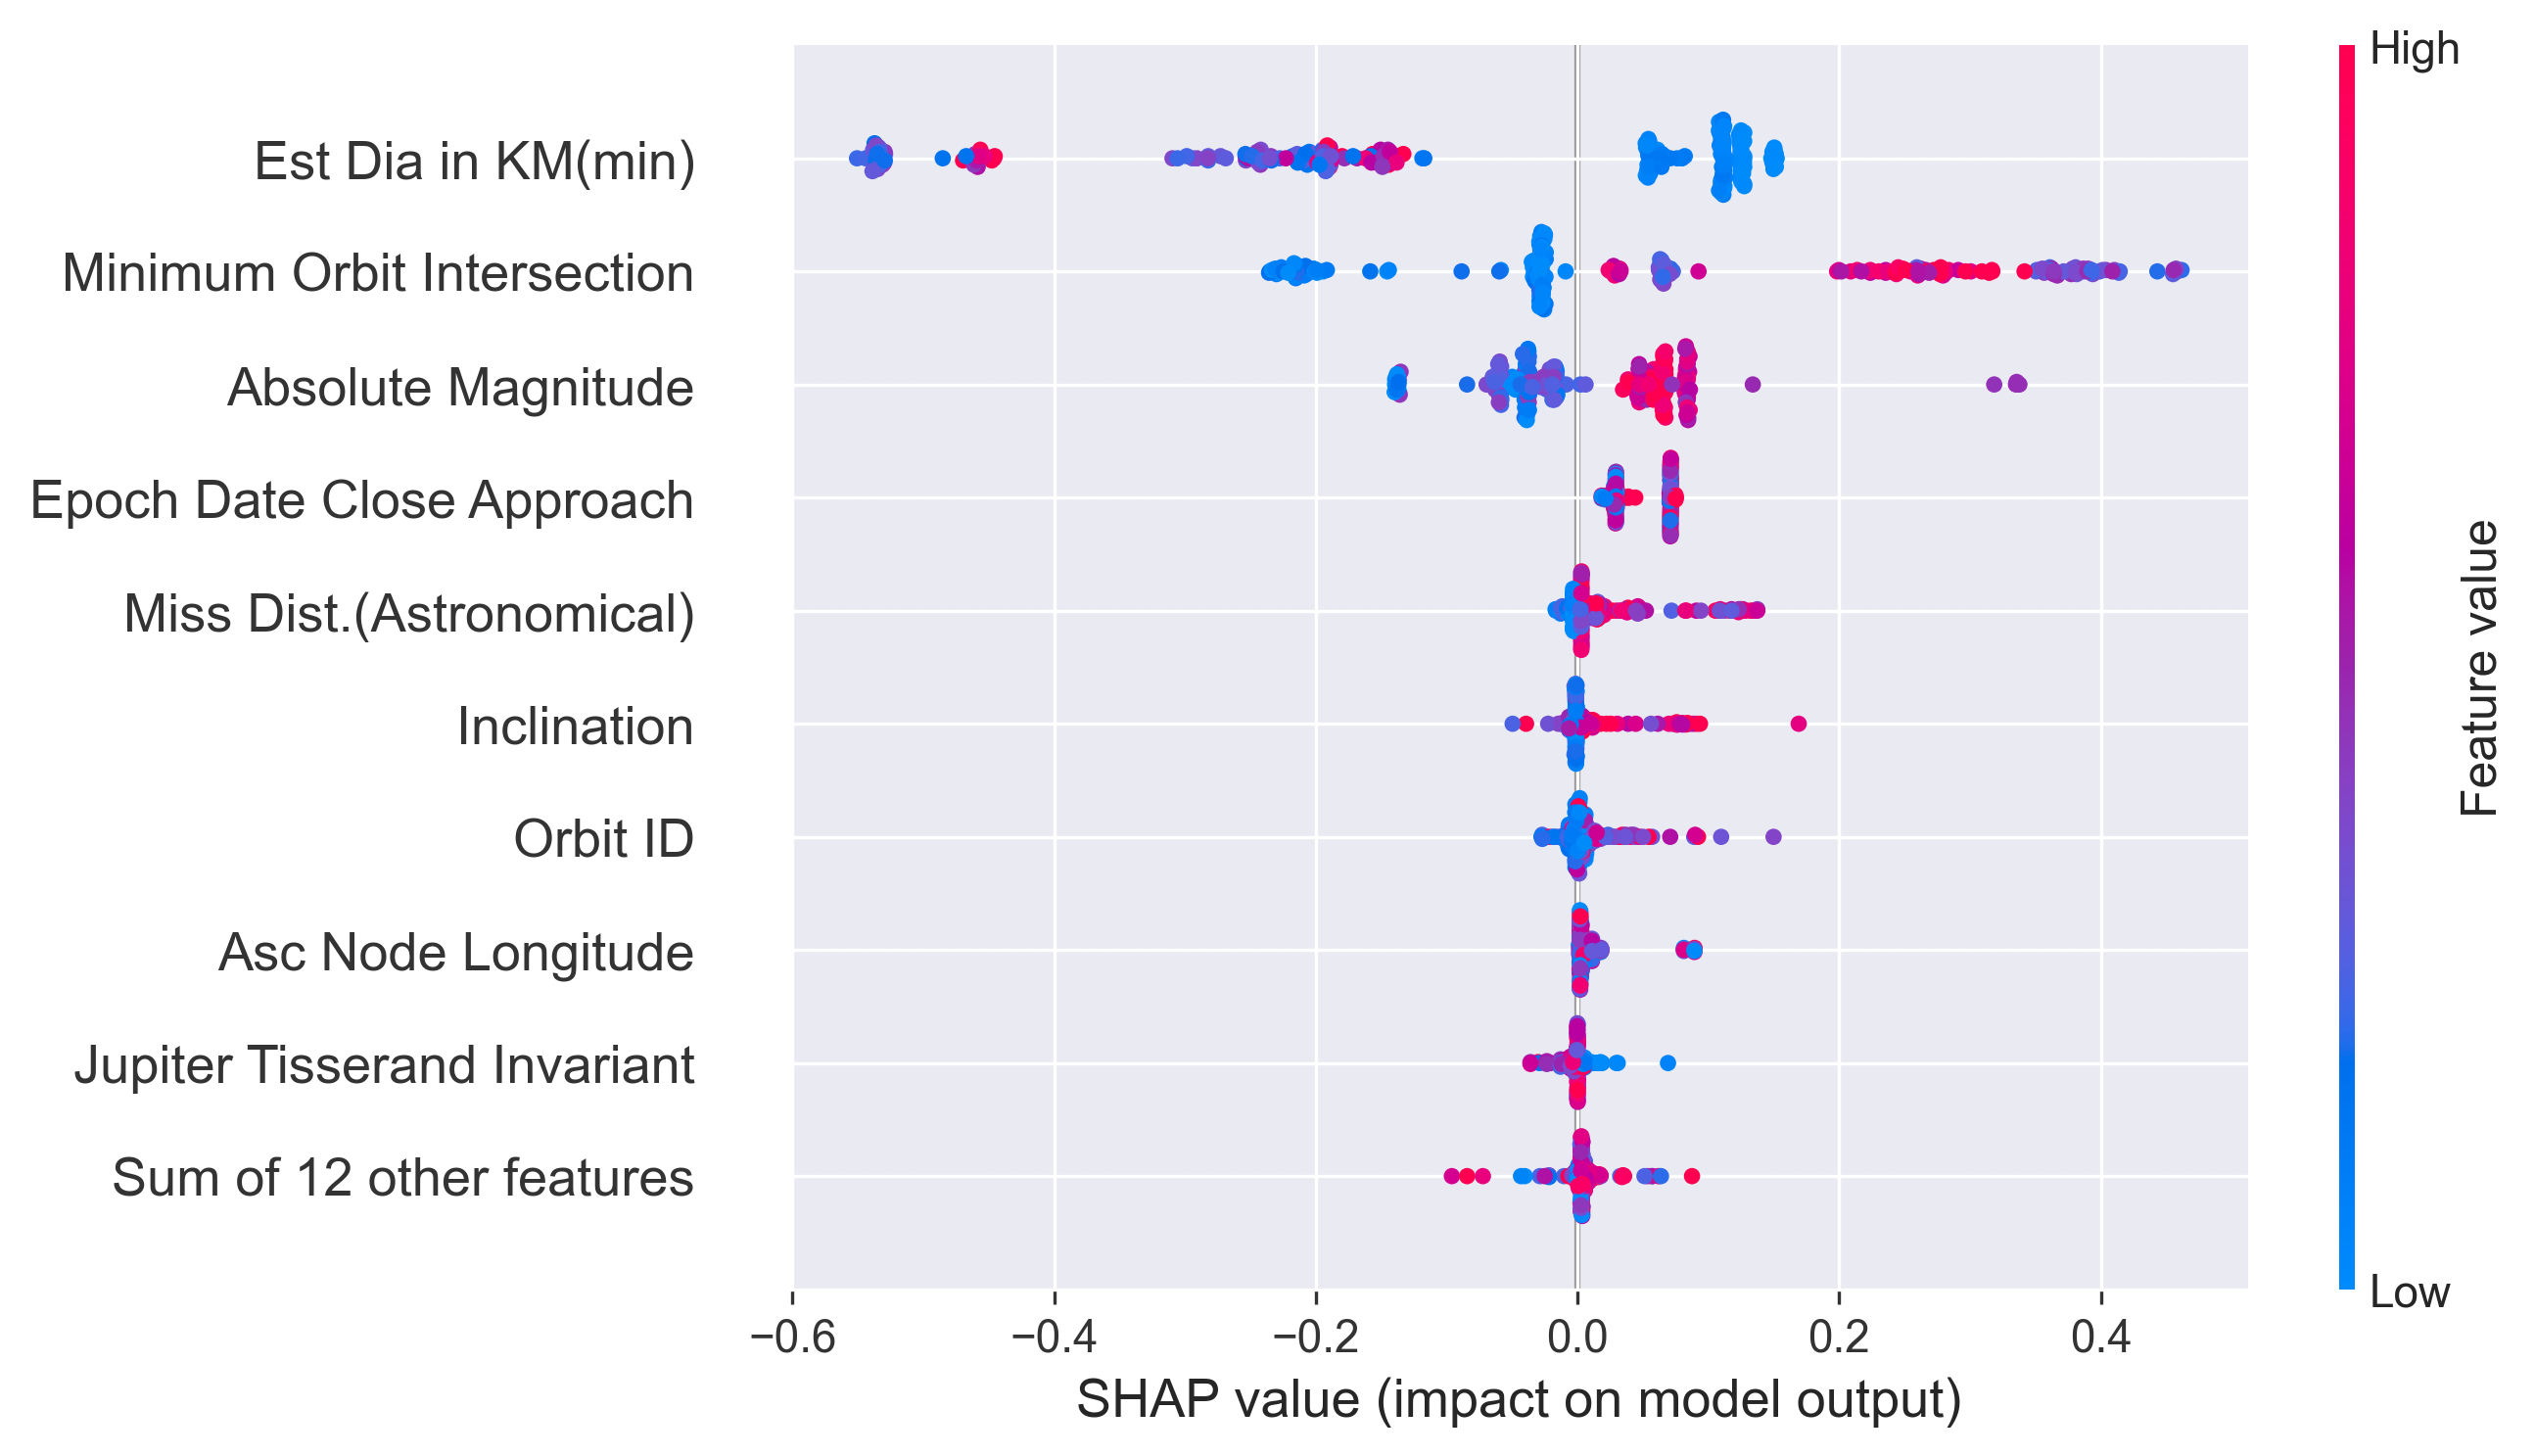 High
Est Dia in KM(min)
Minimum Orbit Intersection
Absolute Magnitude
Epoch Date Close Approach
Miss Dist.(Astronomical)
Inclination
Orbit ID
Asc Node Longitude
Jupiter Tisserand Invariant
Sum of 12 other features
Feature value
Low
−0.6 −0.4 −0.2 0.0 0.2 0.4
SHAP value (impact on model output)